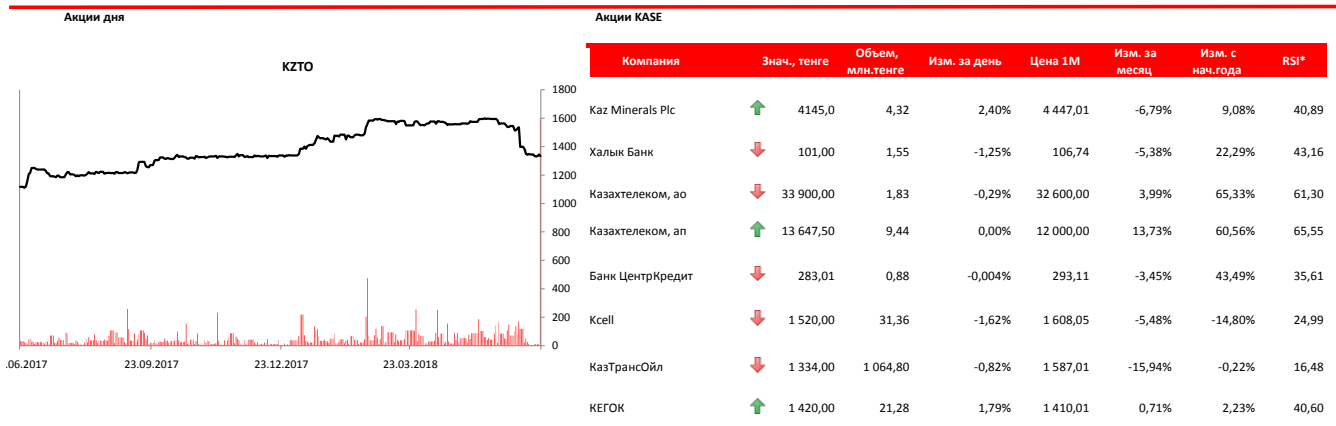 Акции дня
KZTO
1800
1600
1400
1200
1000
800
600
400
200
0
.06.2017 23.09.2017 23.12.2017 23.03.2018
Акции KASE
Компания Знач., тенге Объем, млн.тенге Изм. за день Цена 1М Изм. за месяц Изм. с нач.года RSI*
Kaz Minerals Plc 4145,0 4,32 2,40% 4 447,01 -6,79% 9,08% 40,89
Халык Банк 101,00 1,55 -1,25% 106,74 -5,38% 22,29% 43,16
Казахтелеком, ао 33 900,00 1,83 -0,29% 32 600,00 3,99% 65,33% 61,30
Казахтелеком, ап 13 647,50 9,44 0,00% 12 000,00 13,73% 60,56% 65,55
Банк ЦентрКредит 283,01 0,88 -0,004% 293,11 -3,45% 43,49% 35,61
Kcell 1 520,00 31,36 -1,62% 1 608,05 -5,48% -14,80% 24,99
КазТрансОйл 1 334,00 1 064,80 -0,82% 1 587,01 -15,94% -0,22% 16,48
КЕГОК 1 420,00 21,28 1,79% 1 410,01 0,71% 2,23% 40,60